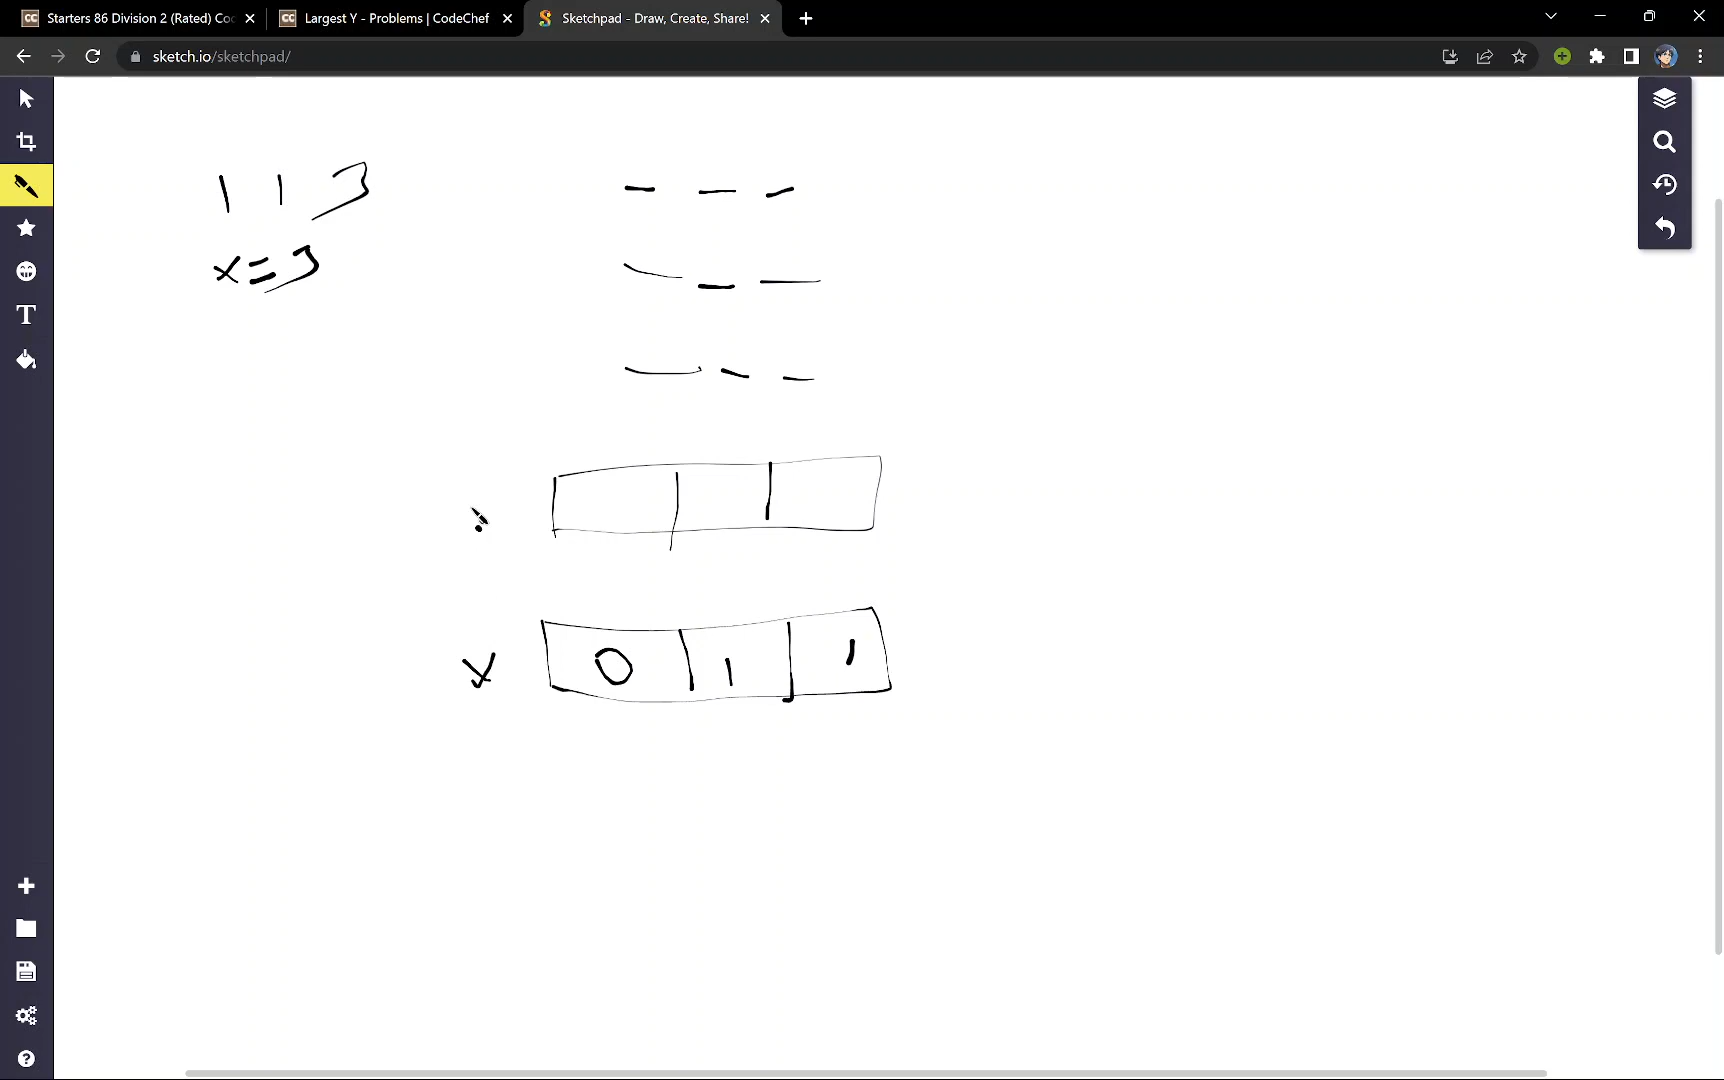 Starters 86 Division 2 (Rated) Co
Largest Y - Problems | CodeChef
Sketchpad - Draw, Create, Share!
sketch.io/sketchpad/
1 1 3
x=3
x 0 1 1
T